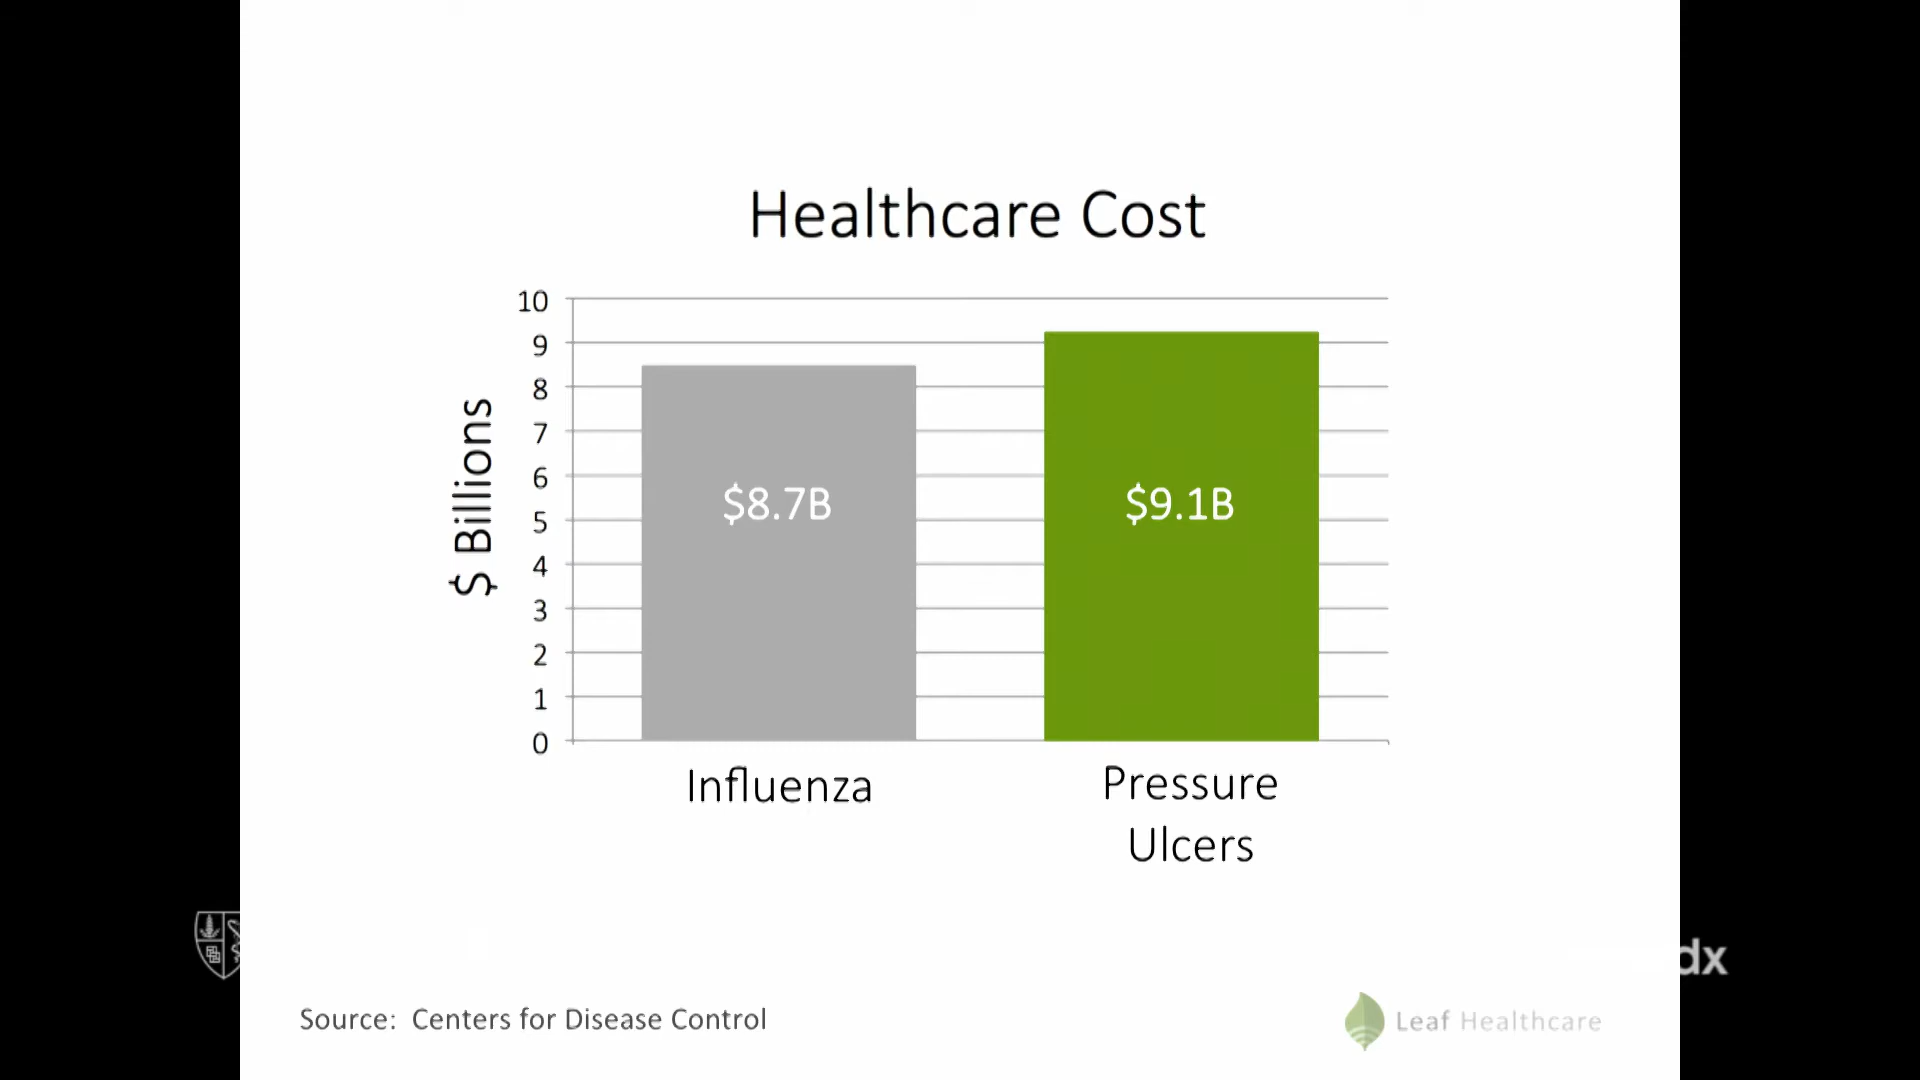 Healthcare Cost
$ Billions
10
9
8
7
6
5
4
3
2
1
0
$8.7B
$9.1B
Influenza
Pressure
Ulcers
dx
Source: Centers for Disease Control
Leaf Healthcare